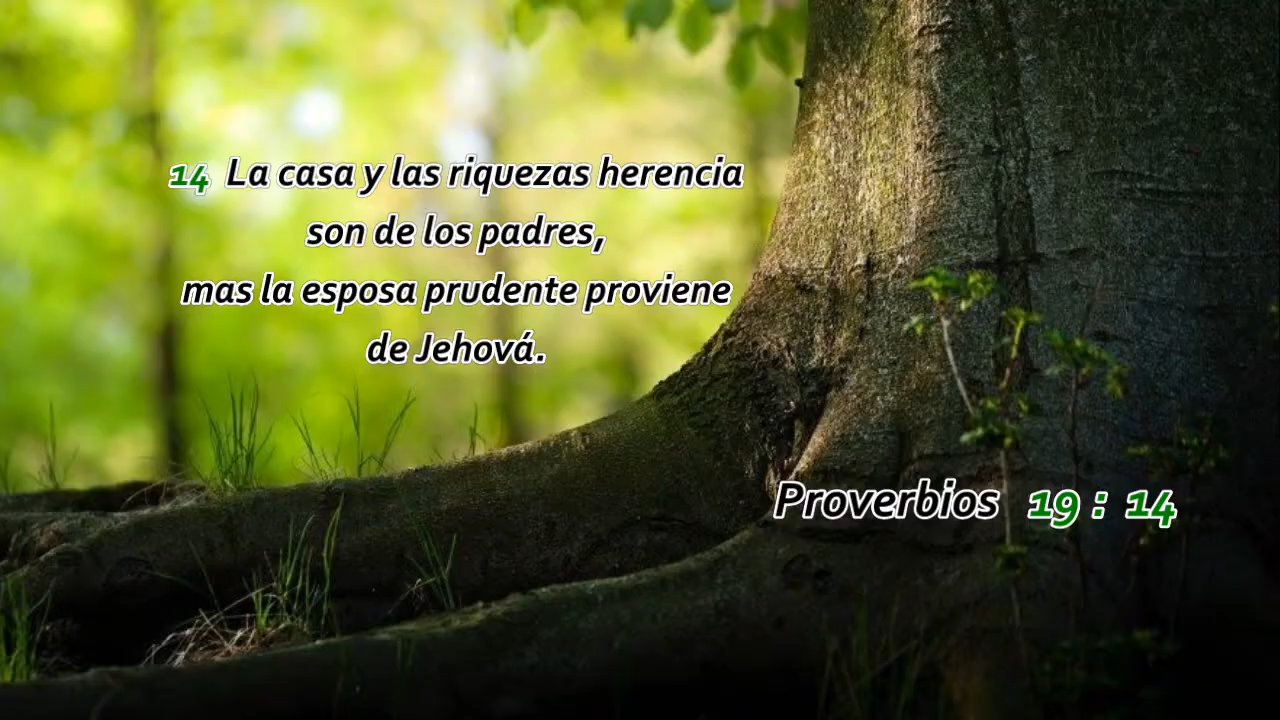 14 La casa y las riquezas herencia
son de los padres,
mas la esposa prudente proviene
de Jehová.
Proverbios 19 : 14